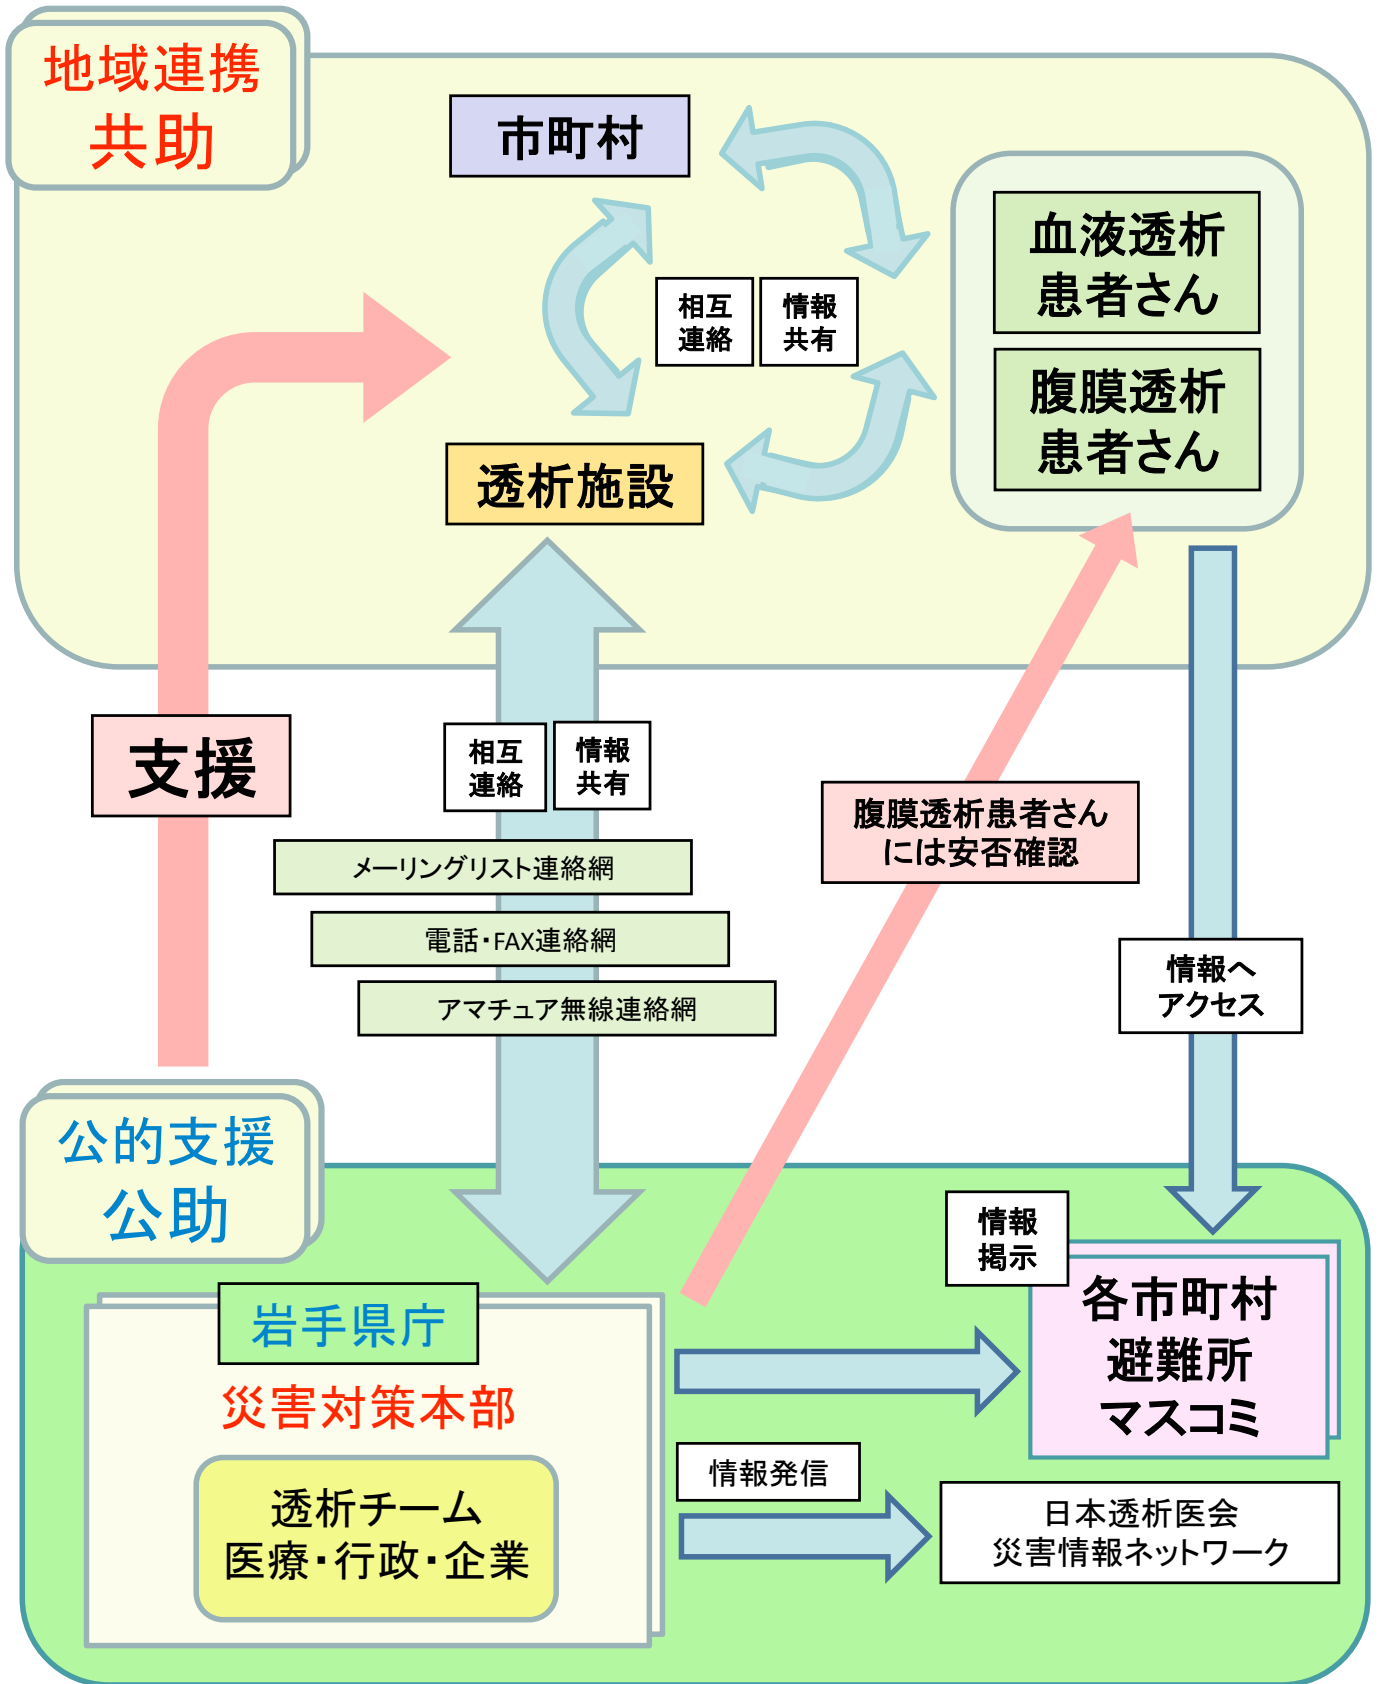 地域連携
共助
市町村
血液透析
患者さん
相互
連絡
情報
共有
腹膜透析
患者さん
透析施設
支援
相互
連絡
情報
共有
メーリングリスト連絡網
電話・FAX連絡網
アマチュア無線連絡網
腹膜透析患者さん
には安否確認
情報へ
アクセス
公的支援
公助
岩手県庁
災害対策本部
透析チーム
医療・行政・企業
情報
掲示
各市町村
避難所
マスコミ
情報発信
日本透析医会
災害情報ネットワーク